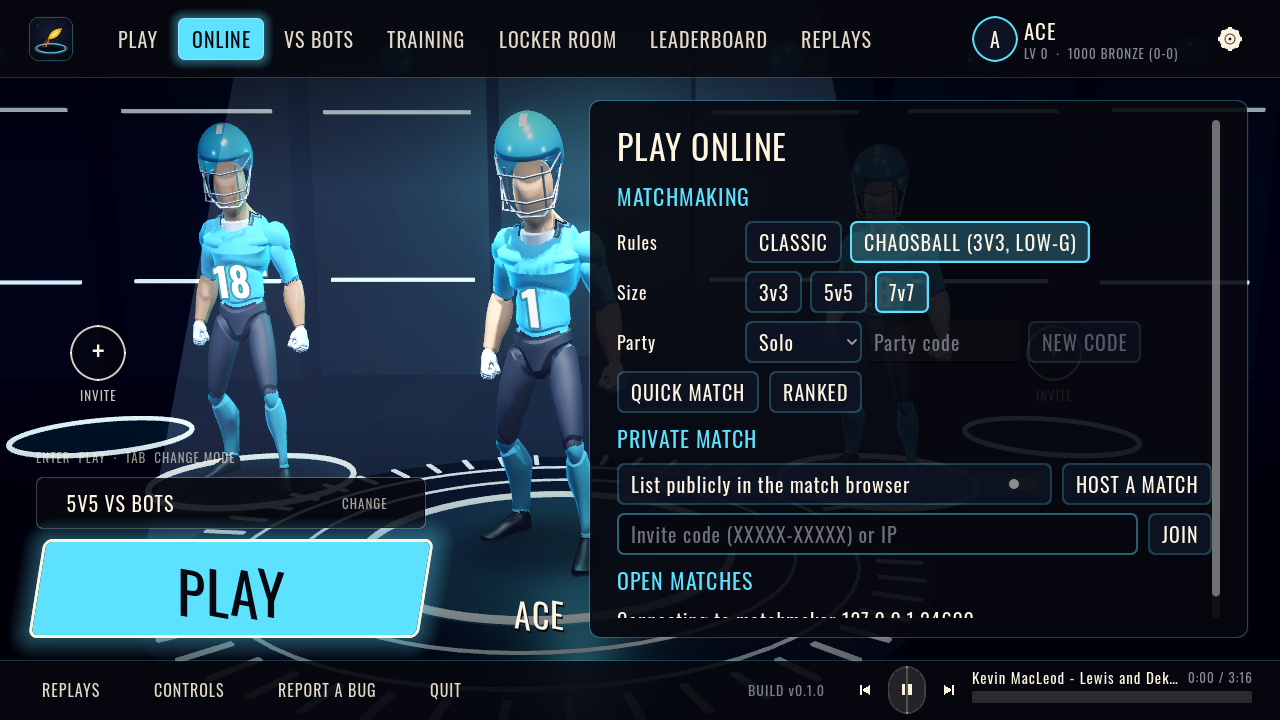 PLAY
ONLINE
VS BOTS
TRAINING
LOCKER ROOM
LEADERBOARD
REPLAYS
A
ACE
LV 0 · 1000 BRONZE (0-0)
PLAY ONLINE
MATCHMAKING
Rules
CLASSIC
CHAOSBALL (3V3, LOW-G)
Size
3v3
5v5
7v7
Party
Solo
Party code
NEW CODE
QUICK MATCH
RANKED
PRIVATE MATCH
List publicly in the match browser
HOST A MATCH
Invite code (XXXXX-XXXXX) or IP
JOIN
OPEN MATCHES
18
1
+
INVITE
INVITE
ENTER PLAY · TAB CHANGE MODE
5V5 VS BOTS
CHANGE
PLAY
ACE
REPLAYS
CONTROLS
REPORT A BUG
QUIT
BUILD v0.1.0
Kevin MacLeod - Lewis and Dek...
0:00 / 3:16